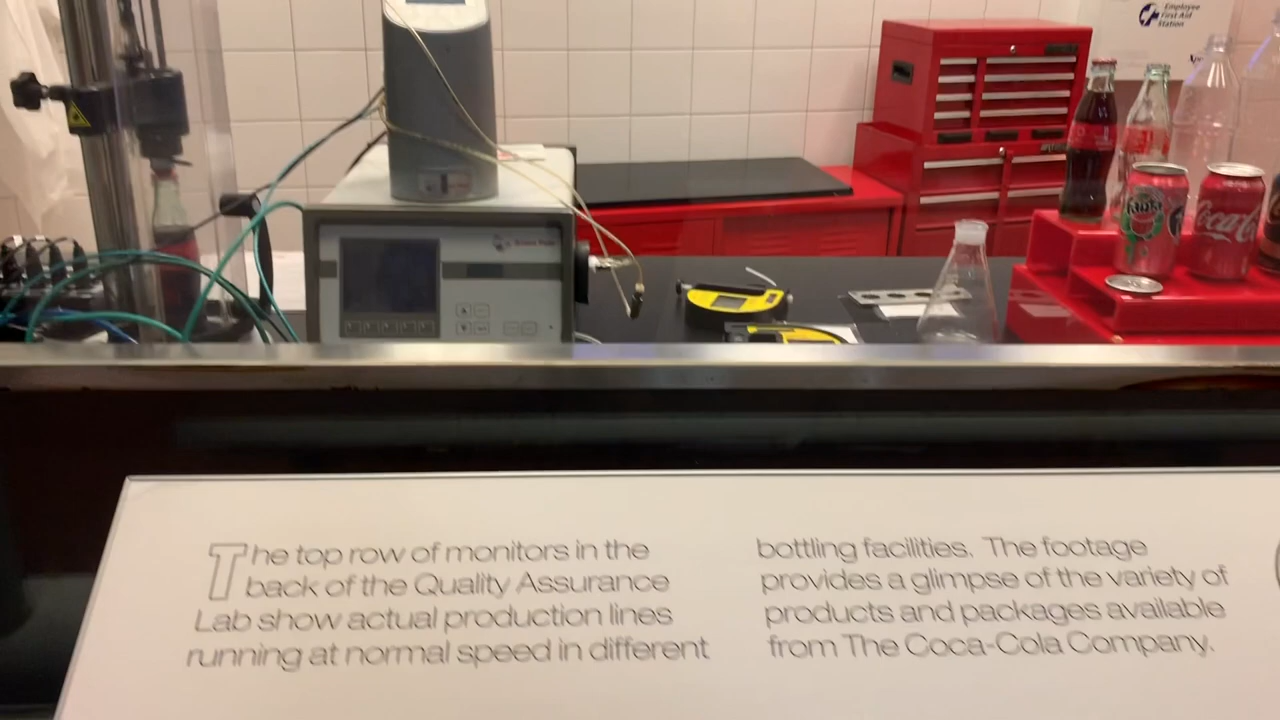 Employee
First Aid
Station
Coca-Cola
The top row of monitors in the
back of the Quality Assurance
Lab show actual production lines
running at normal speed in different
bottling facilities. The footage
provides a glimpse of the variety of
products and packages available
from The Coca-Cola Company.